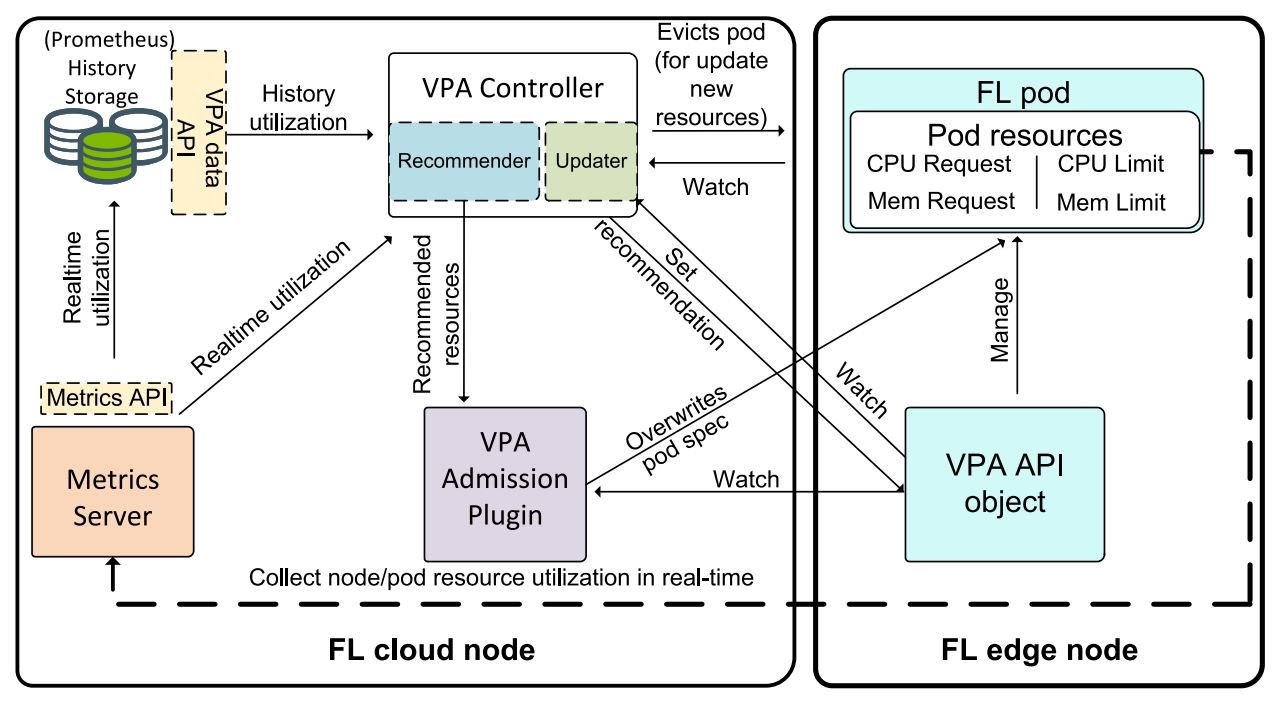 (Prometheus)
History
Storage
VPA data
API
History
utilization
VPA Controller
Recommender
Updater
Evicts pod
(for update
new
resources)
Watch
FL pod
Pod resources
CPU Request
CPU Limit
Mem Request
Mem Limit
Realtime
utilization
Realtime utilization
Recommended
resources
Set
recommendation
Watch
Manage
Metrics API
Metrics
Server
VPA
Admission
Plugin
Overwrites
pod spec
Watch
VPA API
object
Collect node/pod resource utilization in real-time
FL cloud node
FL edge node